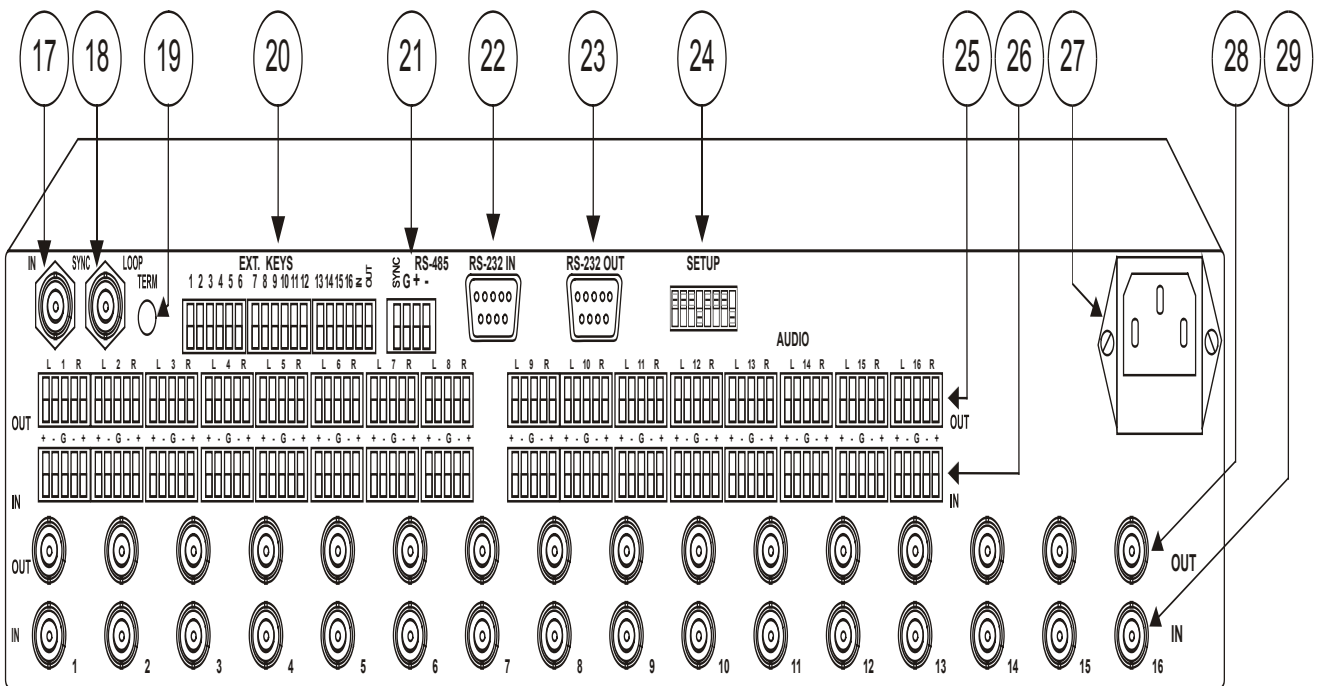 17 18 19 20 21 22 23 24 25 26 27 28 29
IN SYNC LOOP
TERM
EXT. KEYS
1 2 3 4 5 6 7 8 9 10 11 12 13 14 15 16 IN OUT
RS-485
SYNC G + -
RS-232 IN
RS-232 OUT
SETUP
AUDIO
L 1 R L 2 R L 3 R L 4 R L 5 R L 6 R L 7 R L 8 R L 9 R L 10 R L 11 R L 12 R L 13 R L 14 R L 15 R L 16 R
OUT OUT
+ - G - + + - G - + + - G - + + - G - + + - G - + + - G - + + - G - + + - G - + + - G - + + - G - + + - G - + + - G - + + - G - + + - G - + + - G - + + - G - +
IN IN
OUT OUT
IN IN
1 2 3 4 5 6 7 8 9 10 11 12 13 14 15 16